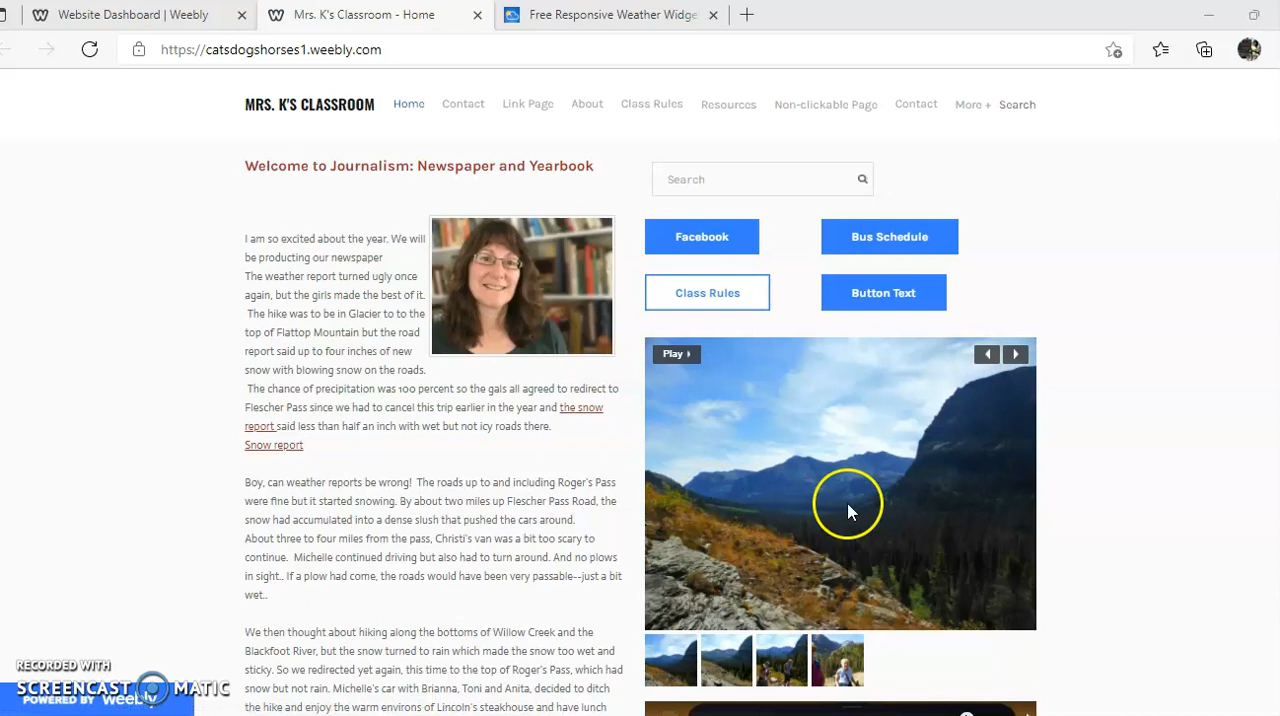 Website Dashboard | Weebly
Mrs. K's Classroom - Home
Free Responsive Weather Widge
https://catsdogshorses1.weebly.com
MRS. K'S CLASSROOM
Home
Contact
Link Page
About
Class Rules
Resources
Non-clickable Page
Contact
More +
Search
Welcome to Journalism: Newspaper and Yearbook
I am so excited about the year. We will
be producting our newspaper
The weather report turned ugly once
again, but the girls made the best of it.
The hike was to be in Glacier to to the
top of Flattop Mountain but the road
report said up to four inches of new
snow with blowing snow on the roads.
The chance of precipitation was 100 percent so the gals all agreed to redirect to
Flescher Pass since we had to cancel this trip earlier in the year and the snow
report said less than half an inch with wet but not icy roads there.
Snow report
Boy, can weather reports be wrong! The roads up to and including Roger's Pass
were fine but it started snowing. By about two miles up Flescher Pass Road, the
snow had accumulated into a dense slush that pushed the cars around.
About three to four miles from the pass, Christi's van was a bit too scary to
continue. Michelle continued driving but also had to turn around. And no plows
in sight.. If a plow had come, the roads would have been very passable--just a bit
wet..
We then thought about hiking along the bottoms of Willow Creek and the
Blackfoot River, but the snow turned to rain which made the snow too wet and
sticky. So we redirected yet again, this time to the top of Roger's Pass, which had
snow but not rain. Michelle's car with Brianna, Toni and Anita, decided to ditch
the hike and enjoy the warm environs of Lincoln's steakhouse and have lunch
Search
Facebook
Bus Schedule
Class Rules
Button Text
Play
RECORDED WITH
SCREENCAST MATIC
POWERED BY weebly